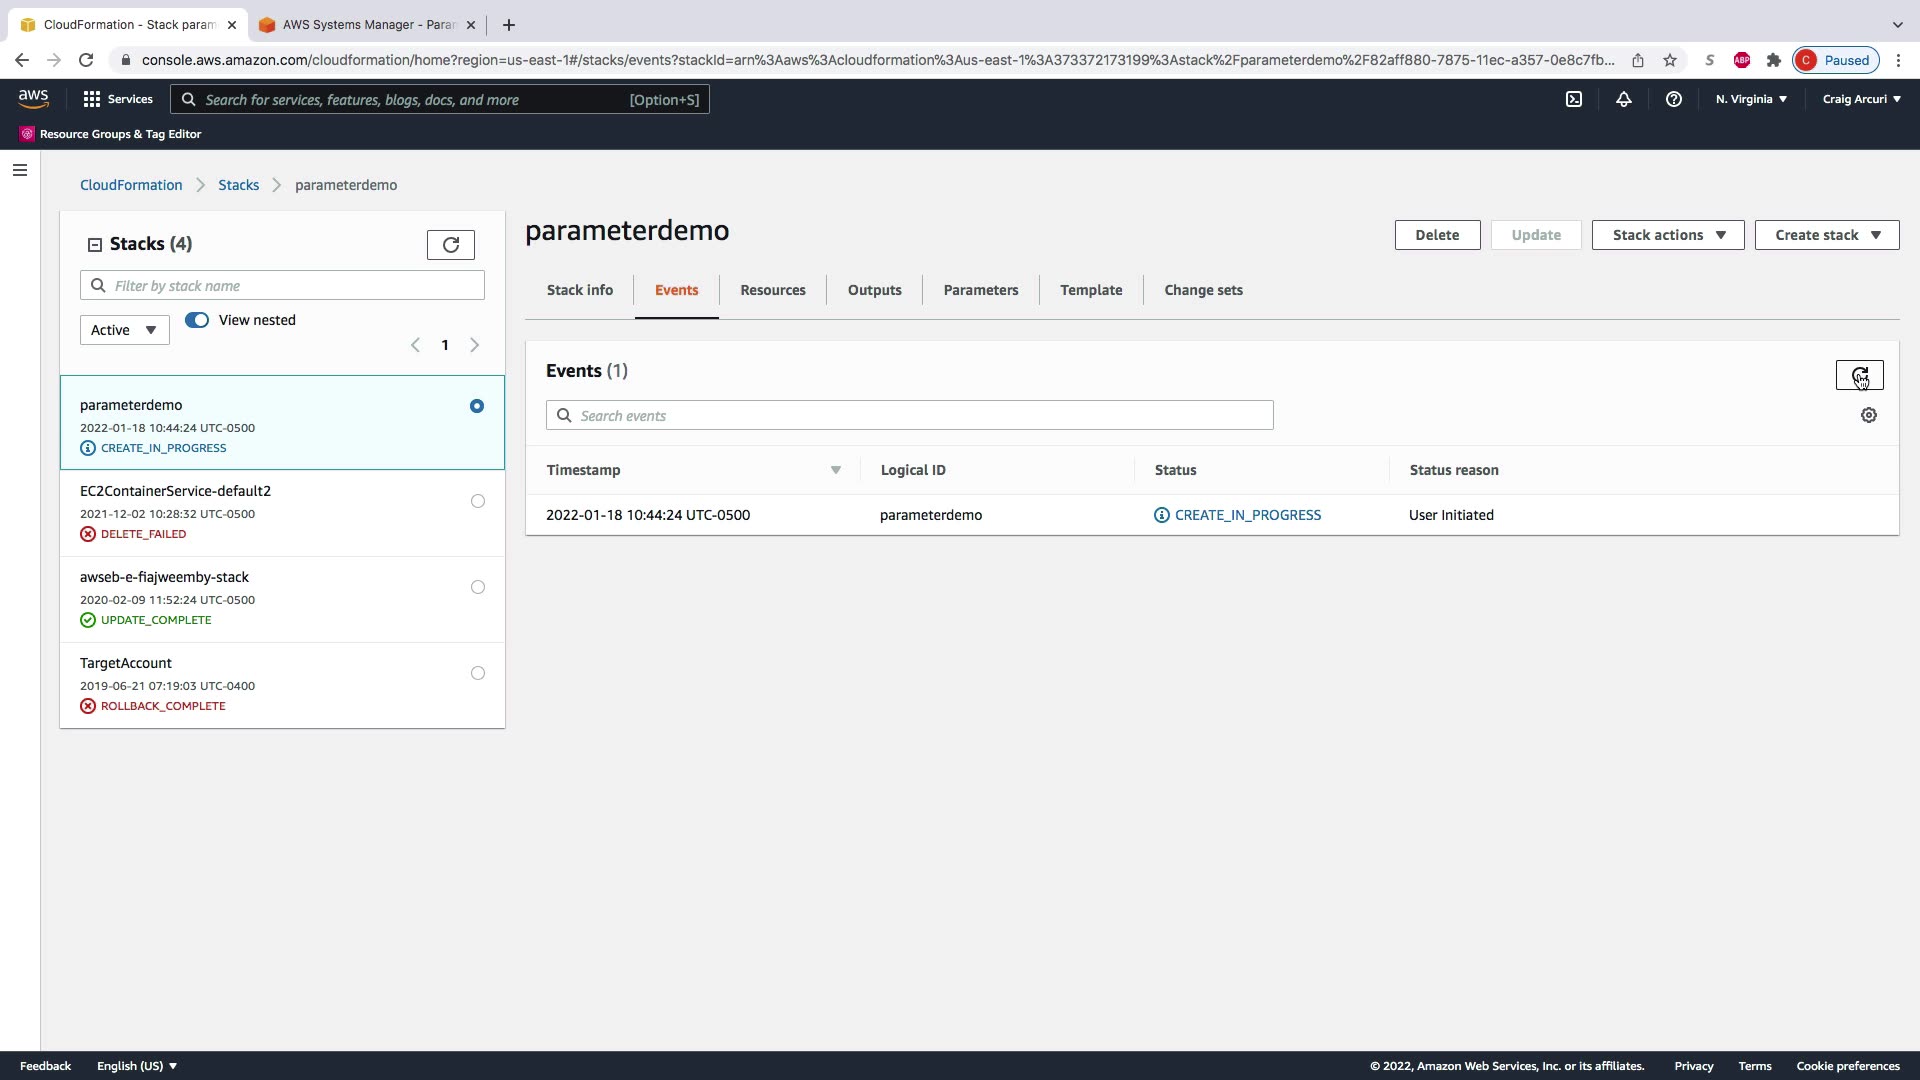 CloudFormation - Stack param
AWS Systems Manager - Para
console.aws.amazon.com/cloudformation/home?region=us-east-1#/stacks/events?stackId=arn%3Aaws%3Acloudformation%3Aus-east-1%3A373372173199%3Astack%2Fparameterdemo%2F82aff880-7875-11ec-a357-0e8c7fb...
S
ABP
C
Paused
aws
Services
Search for services, features, blogs, docs, and more
[Option+S]
N. Virginia
Craig Arcuri
Resource Groups & Tag Editor
CloudFormation
Stacks
parameterdemo
Stacks (4)
Filter by stack name
Active
View nested
1
parameterdemo
2022-01-18 10:44:24 UTC-0500
CREATE_IN_PROGRESS
EC2ContainerService-default2
2021-12-02 10:28:32 UTC-0500
DELETE_FAILED
awseb-e-fiajweemby-stack
2020-02-09 11:52:24 UTC-0500
UPDATE_COMPLETE
TargetAccount
2019-06-21 07:19:03 UTC-0400
ROLLBACK_COMPLETE
parameterdemo
Delete
Update
Stack actions
Create stack
Stack info
Events
Resources
Outputs
Parameters
Template
Change sets
Events (1)
Search events
Timestamp
Logical ID
Status
Status reason
2022-01-18 10:44:24 UTC-0500
parameterdemo
CREATE_IN_PROGRESS
User Initiated
Feedback
English (US)
© 2022, Amazon Web Services, Inc. or its affiliates.
Privacy
Terms
Cookie preferences